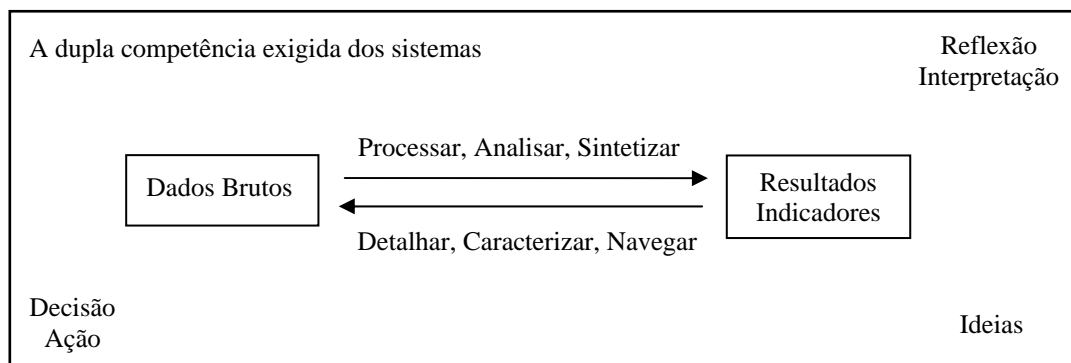 A dupla competência exigida dos sistemas
Reflexão
Interpretação
Processar, Analisar, Sintetizar
Dados Brutos
Resultados
Indicadores
Detalhar, Caracterizar, Navegar
Decisão
Ação
Ideias